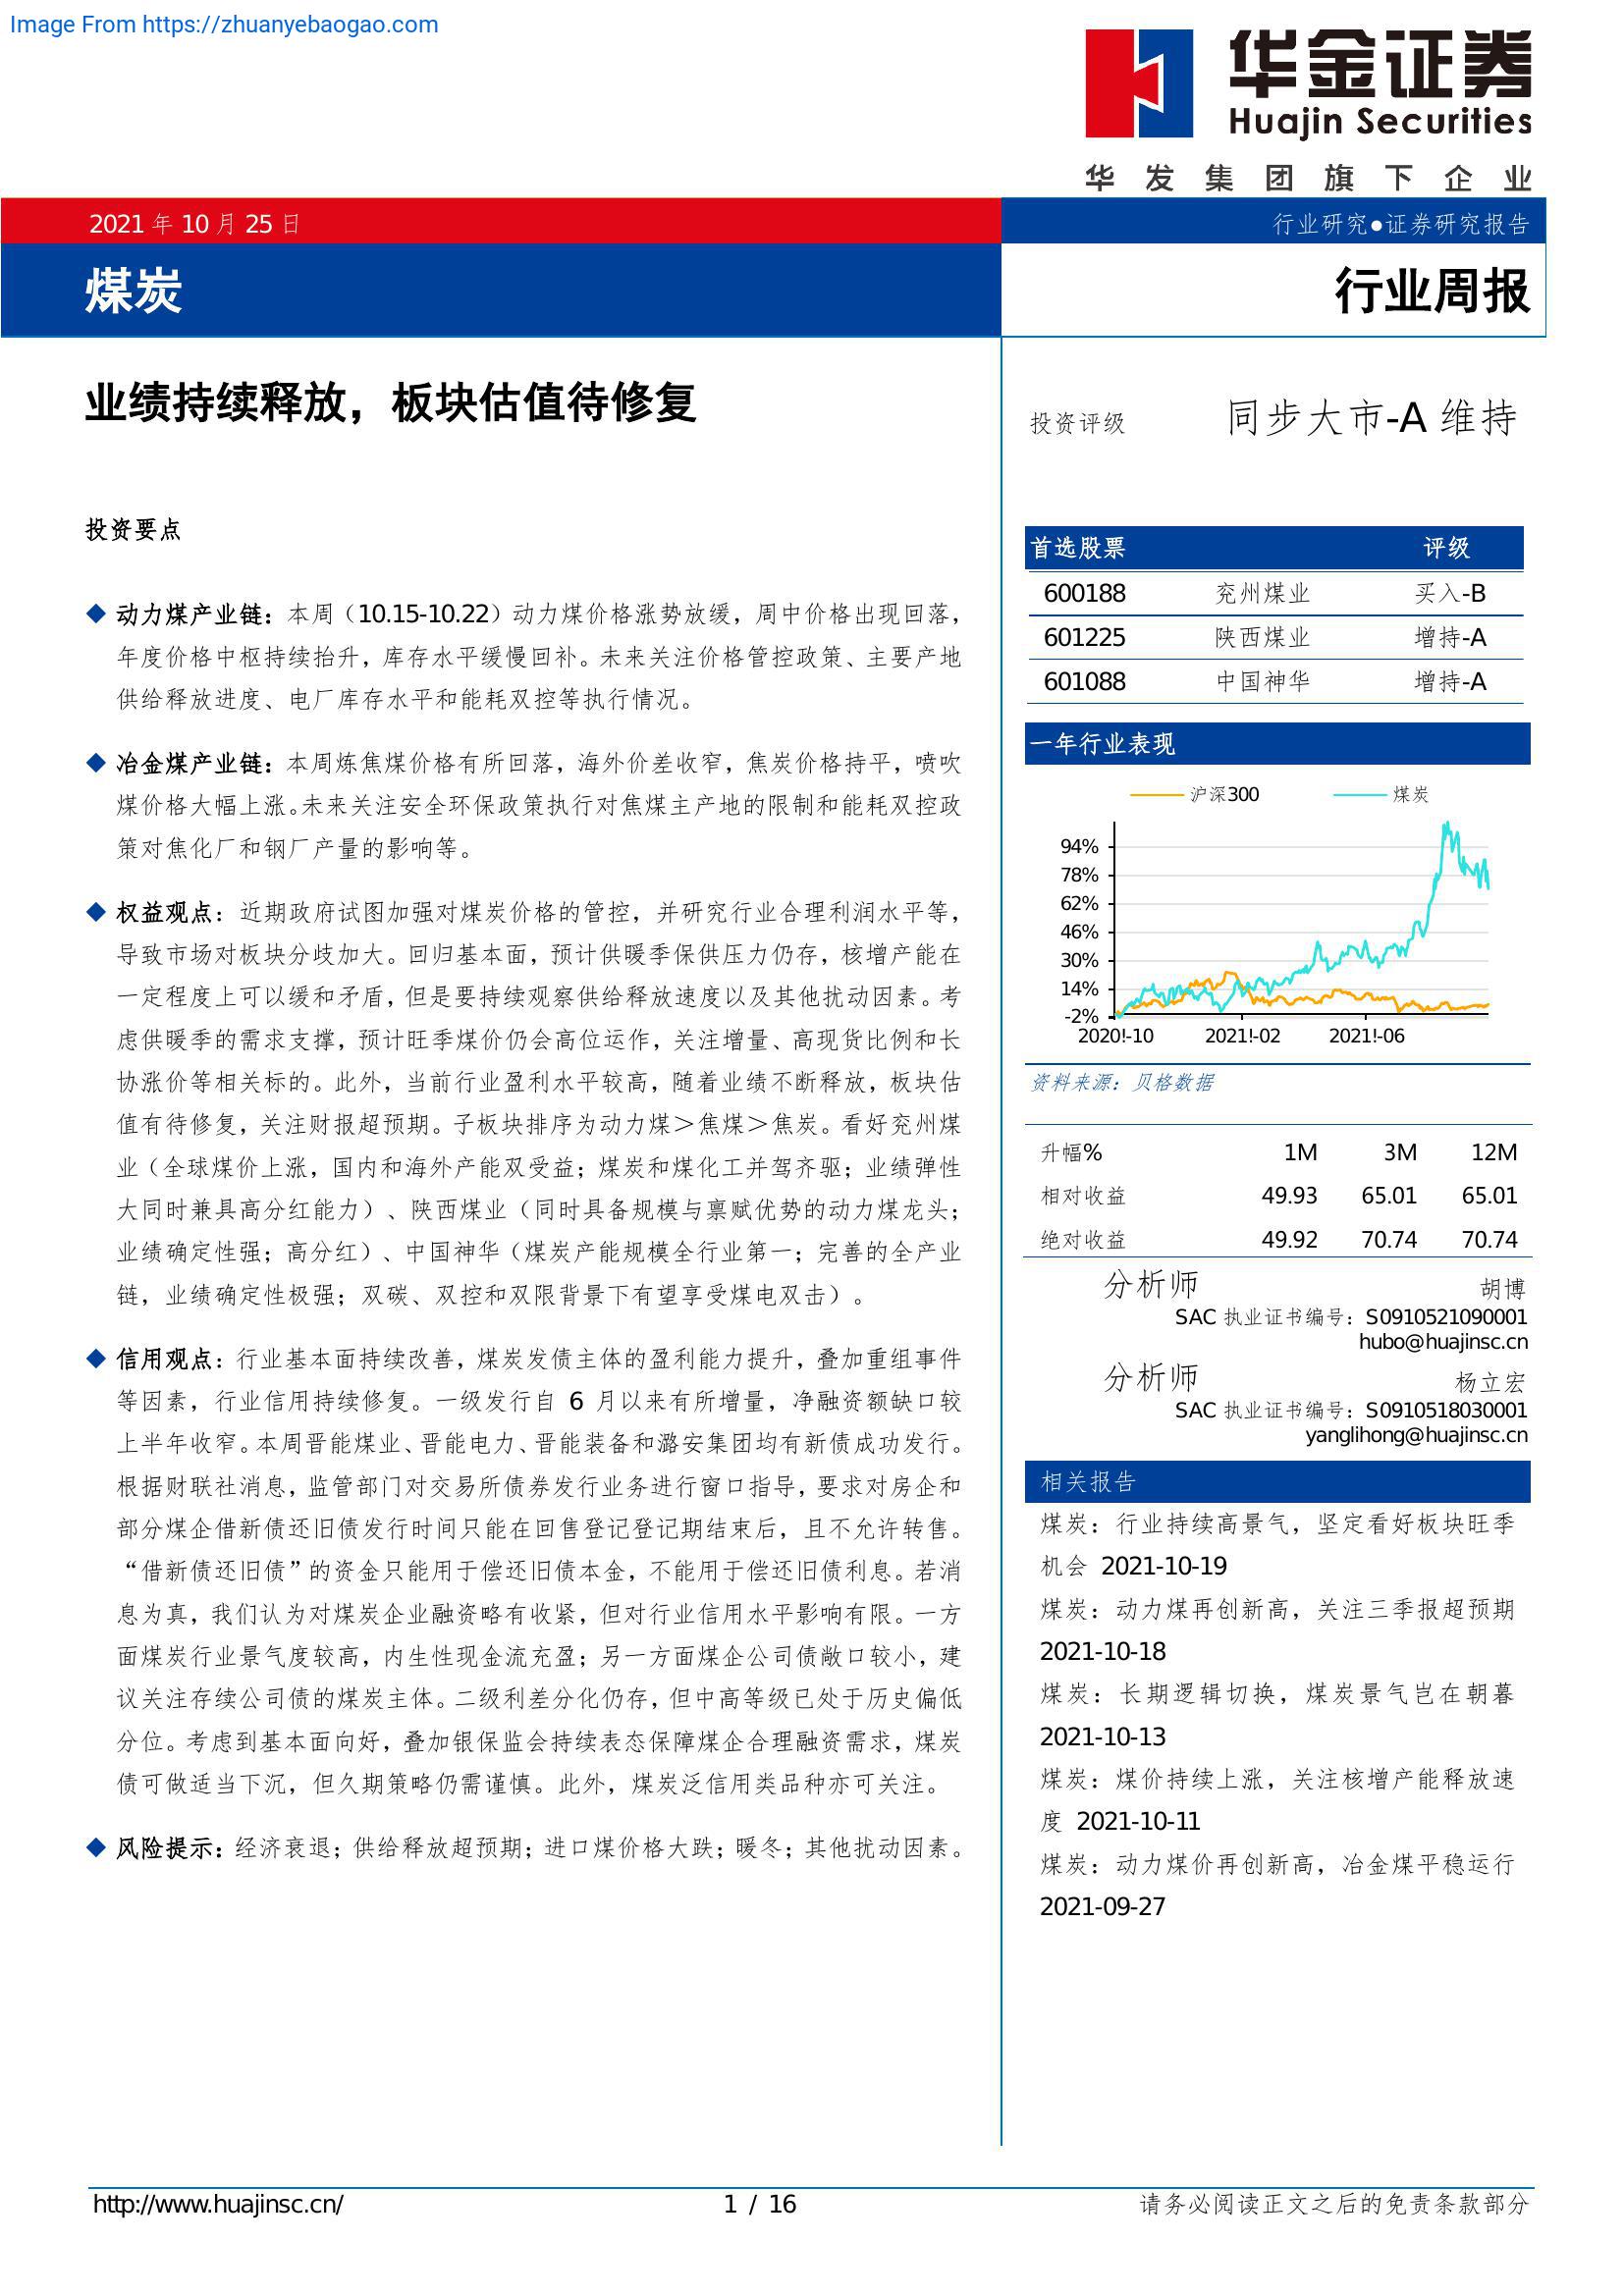 Image From https://zhuanyebaogao.com
华金证券
Huajin Securities
华发集团旗下企业
2021 年 10 月 25 日
行业研究●证券研究报告
煤炭
行业周报
业绩持续释放，板块估值待修复
投资要点
◆ 动力煤产业链：本周（10.15-10.22）动力煤价格涨势放缓，周中价格出现回落，
年度价格中枢持续抬升，库存水平缓慢回补。未来关注价格管控政策、主要产地
供给释放进度、电厂库存水平和能耗双控等执行情况。
◆ 冶金煤产业链：本周炼焦煤价格有所回落，海外价差收窄，焦炭价格持平，喷吹
煤价格大幅上涨。未来关注安全环保政策执行对焦煤主产地的限制和能耗双控政
策对焦化厂和钢厂产量的影响等。
◆ 权益观点：近期政府试图加强对煤炭价格的管控，并研究行业合理利润水平等，
导致市场对板块分歧加大。回归基本面，预计供暖季保供压力仍存，核增产能在
一定程度上可以缓和矛盾，但是要持续观察供给释放速度以及其他扰动因素。考
虑供暖季的需求支撑，预计旺季煤价仍会高位运作，关注增量、高现货比例和长
协涨价等相关标的。此外，当前行业盈利水平较高，随着业绩不断释放，板块估
值有待修复，关注财报超预期。子板块排序为动力煤＞焦煤＞焦炭。看好兖州煤
业（全球煤价上涨，国内和海外产能双受益；煤炭和煤化工并驾齐驱；业绩弹性
大同时兼具高分红能力）、陕西煤业（同时具备规模与禀赋优势的动力煤龙头；
业绩确定性强；高分红）、中国神华（煤炭产能规模全行业第一；完善的全产业
链，业绩确定性极强；双碳、双控和双限背景下有望享受煤电双击）。
◆ 信用观点：行业基本面持续改善，煤炭发债主体的盈利能力提升，叠加重组事件
等因素，行业信用持续修复。一级发行自 6 月以来有所增量，净融资额缺口较
上半年收窄。本周晋能煤业、晋能电力、晋能装备和潞安集团均有新债成功发行。
根据财联社消息，监管部门对交易所债券发行业务进行窗口指导，要求对房企和
部分煤企借新债还旧债发行时间只能在回售登记登记期结束后，且不允许转售。
“借新债还旧债”的资金只能用于偿还旧债本金，不能用于偿还旧债利息。若消
息为真，我们认为对煤炭企业融资略有收紧，但对行业信用水平影响有限。一方
面煤炭行业景气度较高，内生性现金流充盈；另一方面煤企公司债敞口较小，建
议关注存续公司债的煤炭主体。二级利差分化仍存，但中高等级已处于历史偏低
分位。考虑到基本面向好，叠加银保监会持续表态保障煤企合理融资需求，煤炭
债可做适当下沉，但久期策略仍需谨慎。此外，煤炭泛信用类品种亦可关注。
◆ 风险提示：经济衰退；供给释放超预期；进口煤价格大跌；暖冬；其他扰动因素。
投资评级 同步大市-A 维持
首选股票 评级
600188 兖州煤业 买入-B
601225 陕西煤业 增持-A
601088 中国神华 增持-A
一年行业表现
沪深300 煤炭
94%
78%
62%
46%
30%
14%
-2%
2020!-10 2021!-02 2021!-06
资料来源：贝格数据
升幅% 1M 3M 12M
相对收益 49.93 65.01 65.01
绝对收益 49.92 70.74 70.74
分析师 胡博
SAC 执业证书编号：S0910521090001
hubo@huajinsc.cn
分析师 杨立宏
SAC 执业证书编号：S0910518030001
yanglihong@huajinsc.cn
相关报告
煤炭：行业持续高景气，坚定看好板块旺季
机会 2021-10-19
煤炭：动力煤再创新高，关注三季报超预期
2021-10-18
煤炭：长期逻辑切换，煤炭景气岂在朝暮
2021-10-13
煤炭：煤价持续上涨，关注核增产能释放速
度 2021-10-11
煤炭：动力煤价再创新高，冶金煤平稳运行
2021-09-27
http://www.huajinsc.cn/ 1 / 16 请务必阅读正文之后的免责条款部分